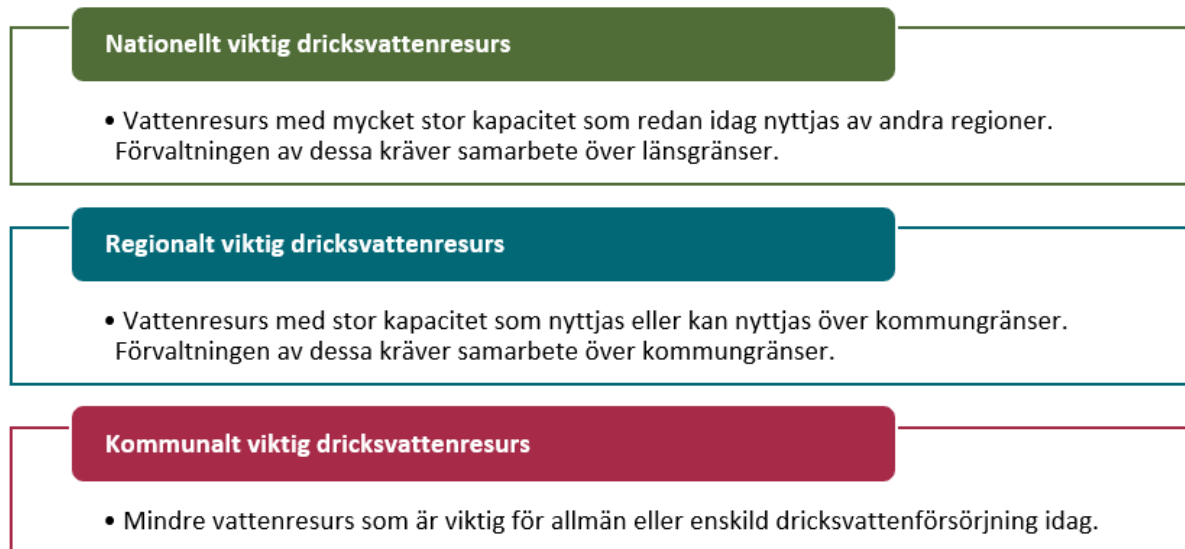 Nationellt viktig dricksvattenresurs
• Vattenresurs med mycket stor kapacitet som redan idag nyttjas av andra regioner.
Förvaltningen av dessa kräver samarbete över länsgränser.
Regionalt viktig dricksvattenresurs
• Vattenresurs med stor kapacitet som nyttjas eller kan nyttjas över kommungränser.
Förvaltningen av dessa kräver samarbete över kommungränser.
Kommunalt viktig dricksvattenresurs
• Mindre vattenresurs som är viktig för allmän eller enskild dricksvattenförsörjning idag.